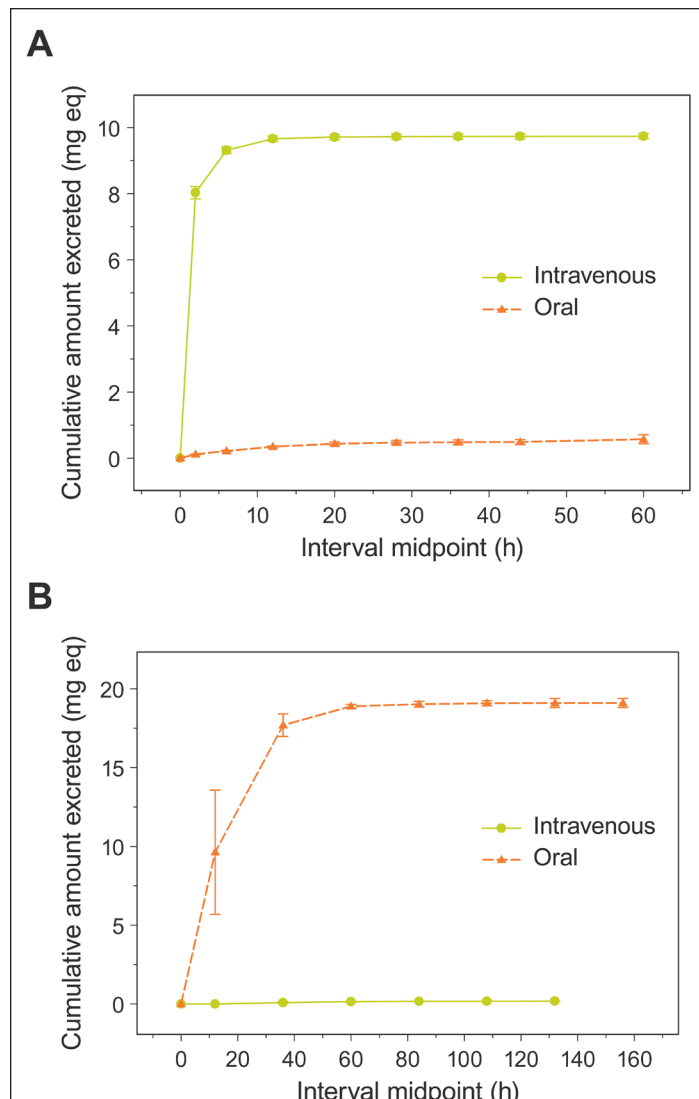 A
Cumulative amount excreted (mg eq)
10
8
6
4
2
0
Intravenous
Oral
0 10 20 30 40 50 60
Interval midpoint (h)
B
Cumulative amount excreted (mg eq)
20
15
10
5
0
Intravenous
Oral
0 20 40 60 80 100 120 140 160
Interval midpoint (h)